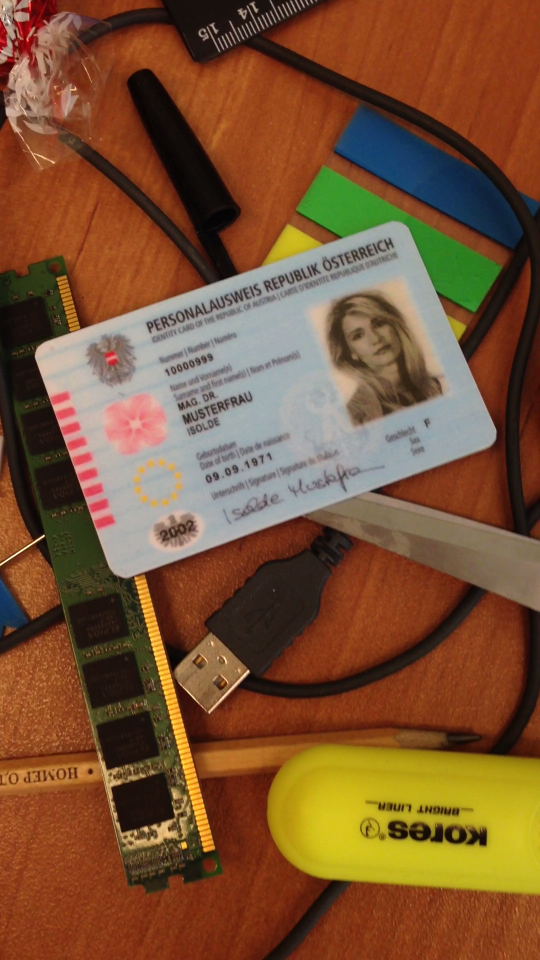 15 14
PERSONALAUSWEIS REPUBLIK ÖSTERREICH
IDENTITY CARD OF THE REPUBLIC OF AUSTRIA | CARTE D'IDENTITÉ RÉPUBLIQUE D'AUTRICHE
Nummer | Number | Numéro
10000999
Name und Vorname(n)
Surname and first name(s) | Nom et Prénom(s)
MAG. DR.
MUSTERFRAU
ISOLDE
Geburtsdatum
Date of birth | Date de naissance
09.09.1971
Geschlecht
Sex
Sexe
F
Unterschrift | Signature | Signature du titulaire
Isolde Musterfrau
2002
HOMEP 0,7
Kores®
BRIGHT LINER